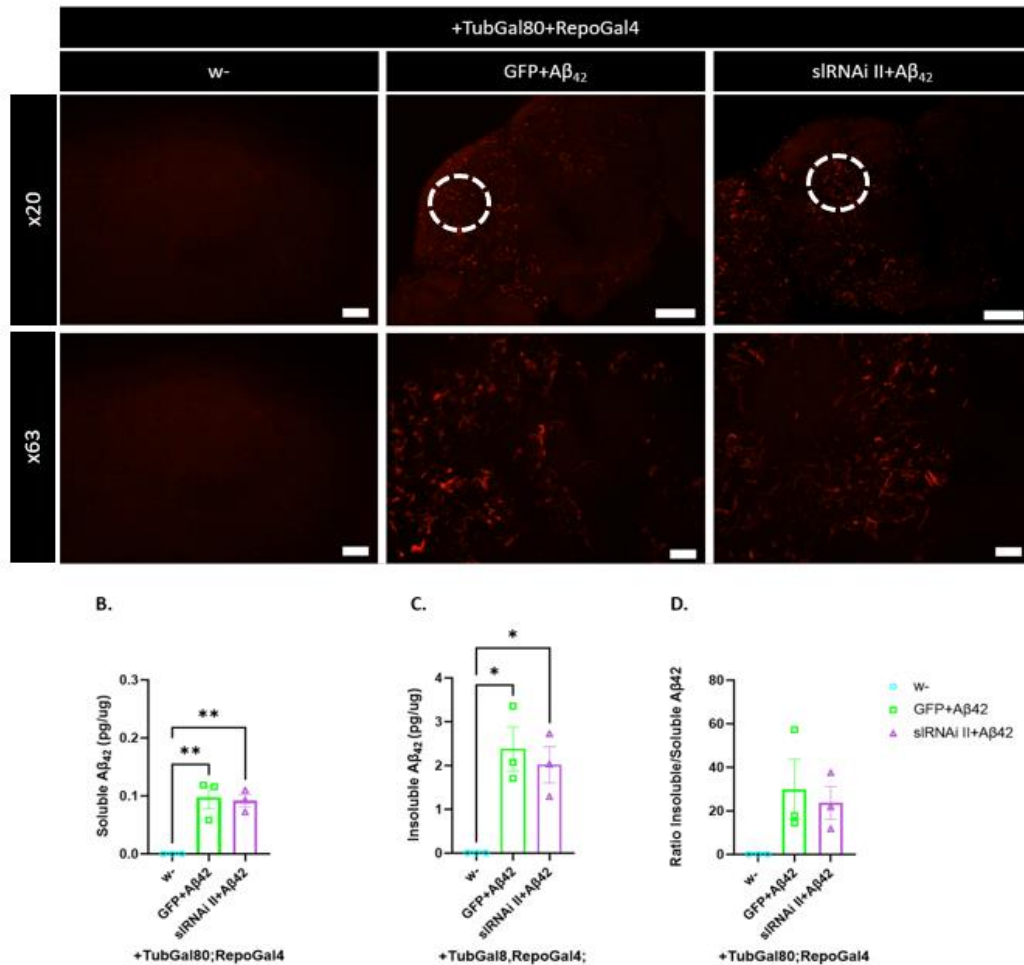 +TubGal80+RepoGal4
w-
GFP+Aβ₄₂
slRNAi II+Aβ₄₂
x20
x63
B.
C.
D.
Soluble Aβ₄₂ (pg/ug)
0.3
0.2
0.1
0.0
**
**
w-
GFP+Aβ42
slRNAi II+Aβ42
+TubGal80;RepoGal4
Insoluble Aβ₄₂ (pg/ug)
4
3
2
1
0
*
*
w-
GFP+Aβ42
slRNAi II+Aβ42
+TubGal8,RepoGal4;
Ratio Insoluble/Soluble Aβ42
80
60
40
20
0
w-
GFP+Aβ42
slRNAi II+Aβ42
+TubGal80;RepoGal4
w-
GFP+Aβ42
slRNAi II+Aβ42